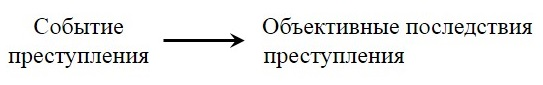 Событие
преступления
Объективные последствия
преступления